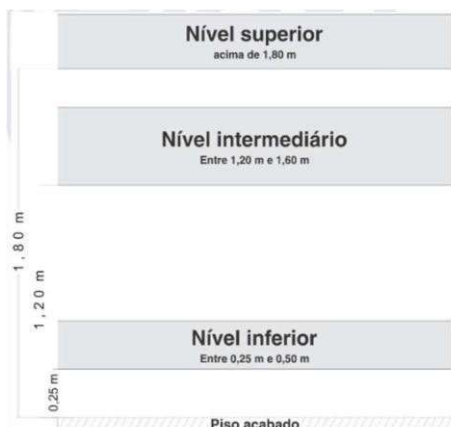 Nível superior
acima de 1,80 m
Nível intermediário
Entre 1,20 m e 1,60 m
1,80 m
1,20 m
Nível inferior
Entre 0,25 m e 0,50 m
0,25 m
Piso acabado